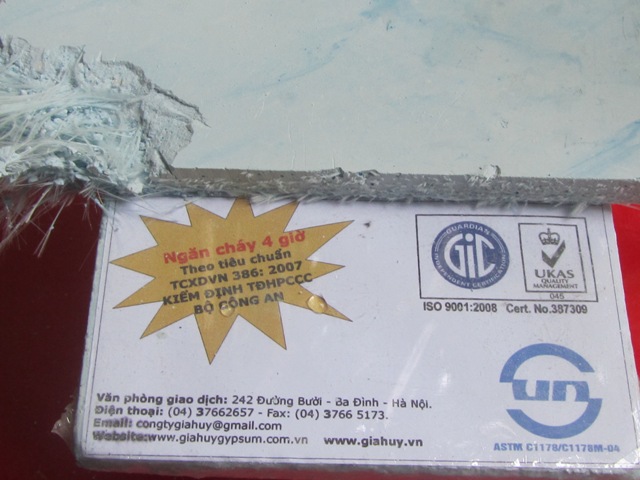 Ngăn cháy 4 giờ
Theo tiêu chuẩn
TCXDVN 386: 2007
KIỂM ĐỊNH TĐHPCCC
BỘ CÔNG AN
GUARDIAN
GIC
INDEPENDENT CERTIFICATION
UKAS
QUALITY
MANAGEMENT
045
ISO 9001:2008 Cert. No.387309
un
ASTM C1178/C1178M-04
Văn phòng giao dịch: 242 Đường Bưởi - Ba Đình - Hà Nội.
Điện thoại: (04) 37662657 - Fax: (04) 3766 5173.
Email: congtygiahuy@gmail.com
Website:www.giahuygypsum.com.vn www.giahuy.vn